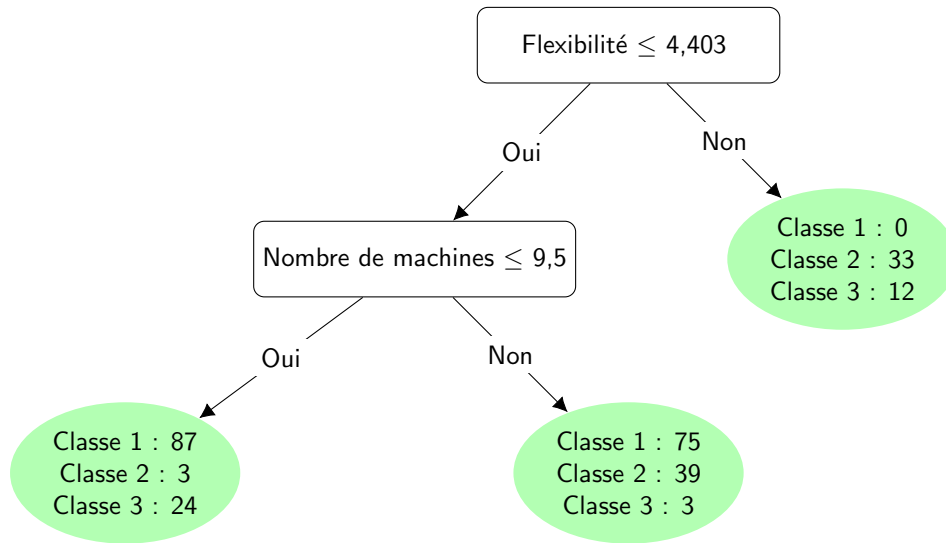 Flexibilité ≤ 4,403
Oui
Non
Classe 1 : 0
Classe 2 : 33
Classe 3 : 12
Nombre de machines ≤ 9,5
Oui
Non
Classe 1 : 87
Classe 2 : 3
Classe 3 : 24
Classe 1 : 75
Classe 2 : 39
Classe 3 : 3